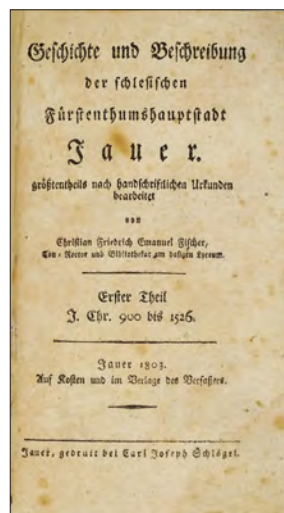 Geschichte und Beschreibung
der schlesischen
Fürstenthumshauptstadt
Jauer.
größtentheils nach handschriftlichen Urkunden
bearbeitet
von
Christian Friedrich Emanuel Fischer,
Con-Rector und Bibliothekar am dasigen Lyceum.
Erster Theil
J. Chr. 900 bis 1526.
Jauer 1803.
Auf Kosten und im Verlage des Verfaßers.
Jauer, gedrukt bei Carl Joseph Schlögel.